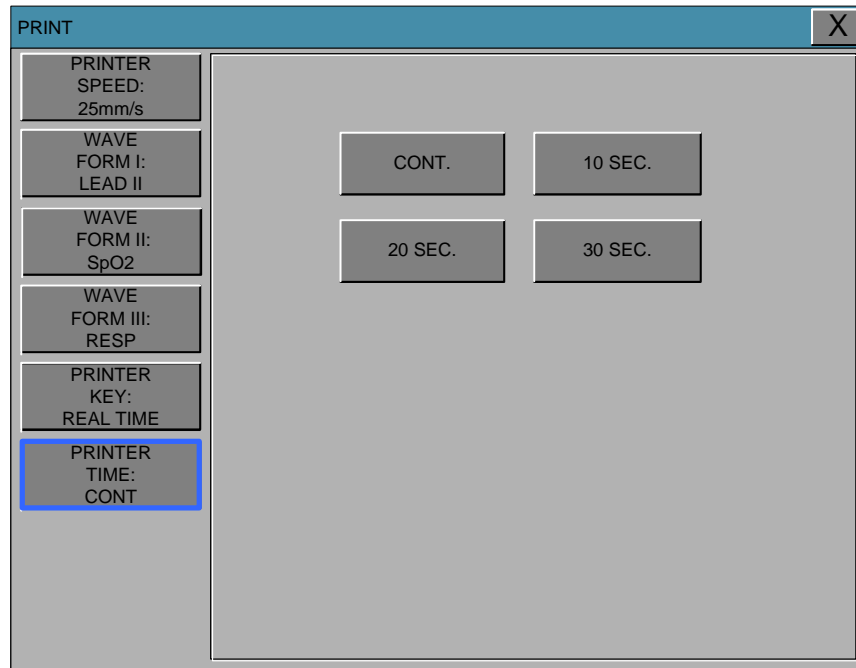 PRINT
X
PRINTER
SPEED:
25mm/s
WAVE
FORM I:
LEAD II
WAVE
FORM II:
SpO2
WAVE
FORM III:
RESP
PRINTER
KEY:
REAL TIME
PRINTER
TIME:
CONT
CONT.
10 SEC.
20 SEC.
30 SEC.